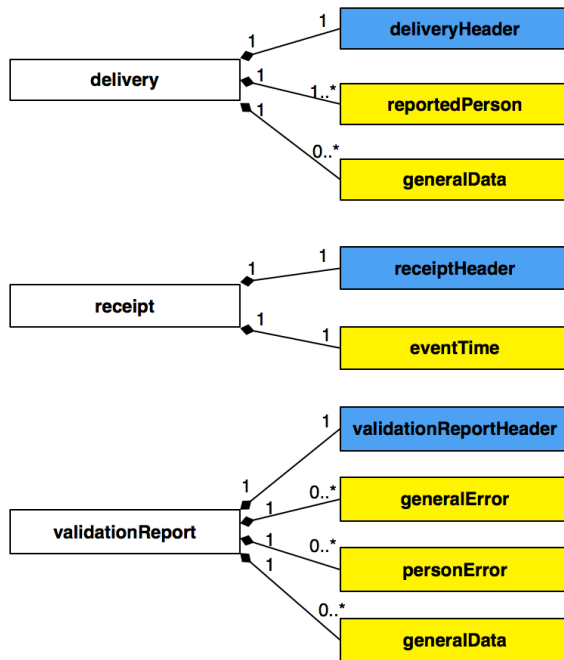 1
1
deliveryHeader
delivery
1
1..*
reportedPerson
1
0..*
generalData
1
1
receiptHeader
receipt
1
1
eventTime
1
validationReportHeader
1
0..*
generalError
1
validationReport
1
0..*
personError
1
0..*
generalData